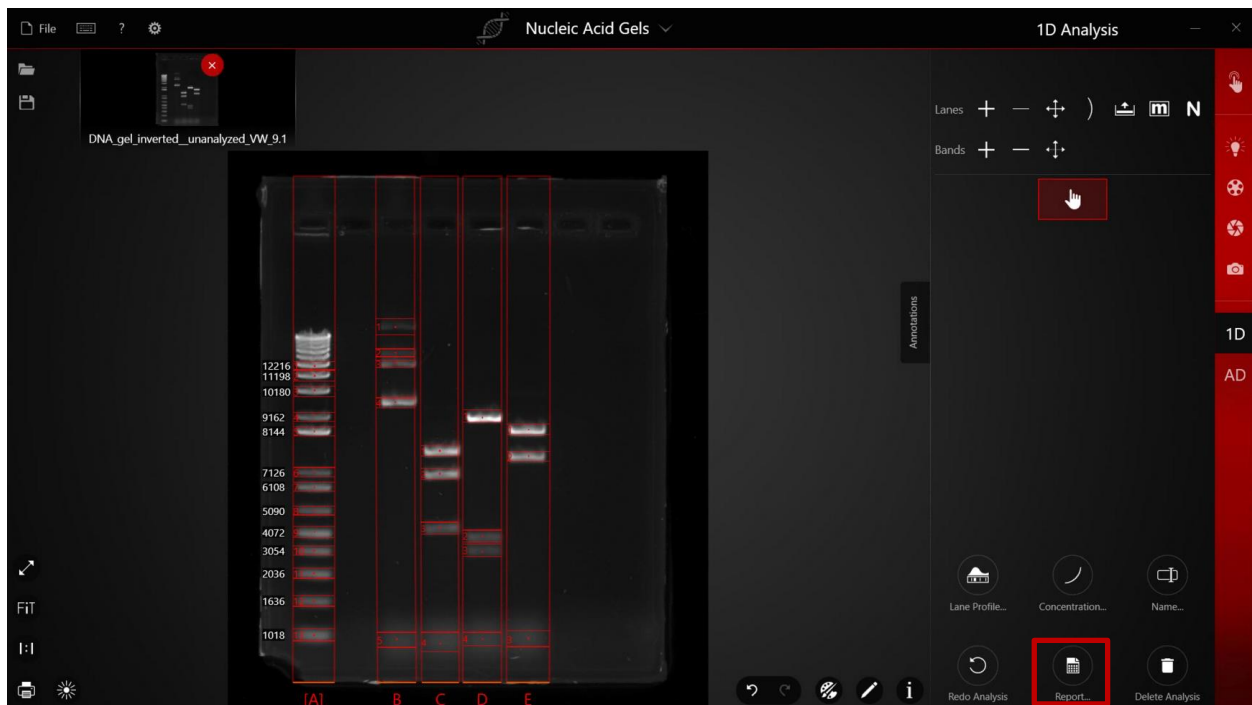 File
?
Nucleic Acid Gels
1D Analysis
DNA_gel_inverted__unanalyzed_VW_9.1
Lanes
m
N
Bands
Annotations
1D
AD
12216
11198
10180
9162
8144
7126
6108
5090
4072
3054
2036
1636
1018
FiT
1:1
[A] B C D E
i
Lane Profile... Concentration... Name...
Redo Analysis Report... Delete Analysis